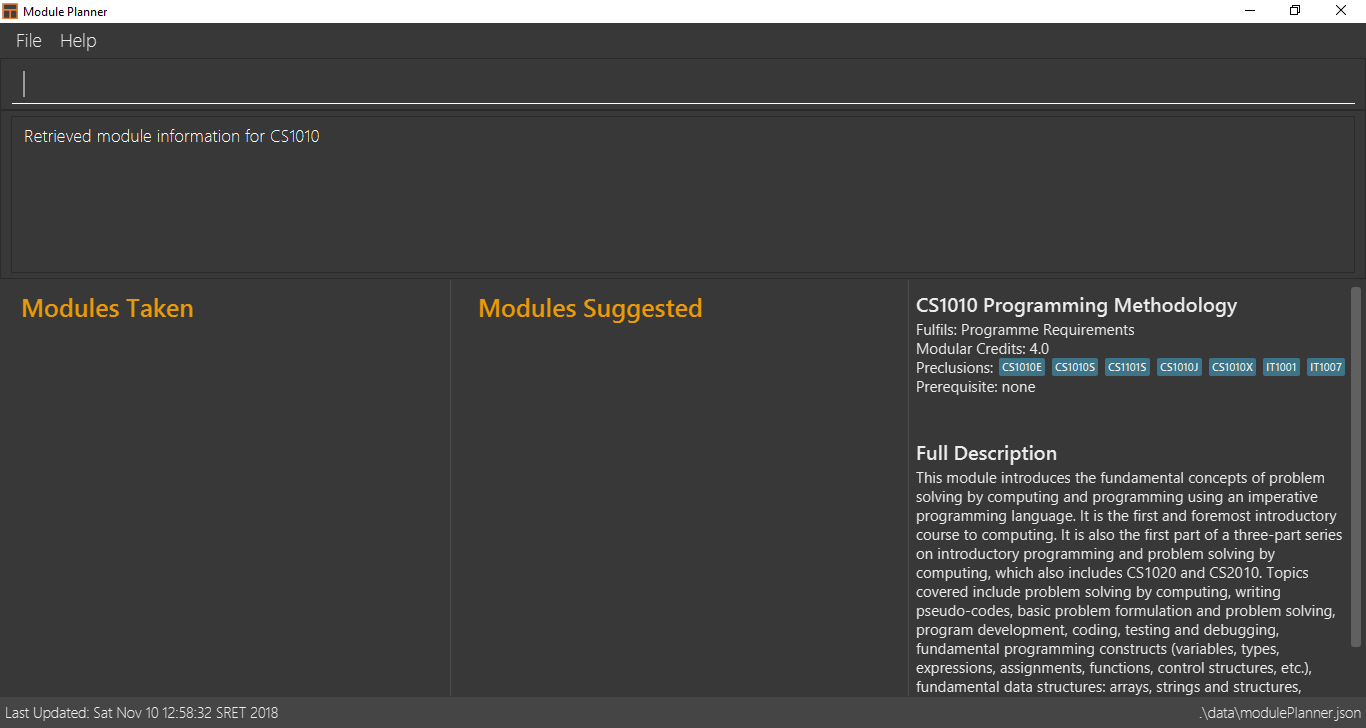 Module Planner
File Help
Retrieved module information for CS1010
Modules Taken
Modules Suggested
CS1010 Programming Methodology
Fulfils: Programme Requirements
Modular Credits: 4.0
Preclusions: CS1010E CS1010S CS1101S CS1010J CS1010X IT1001 IT1007
Prerequisite: none
Full Description
This module introduces the fundamental concepts of problem
solving by computing and programming using an imperative
programming language. It is the first and foremost introductory
course to computing. It is also the first part of a three-part series
on introductory programming and problem solving by
computing, which also includes CS1020 and CS2010. Topics
covered include problem solving by computing, writing
pseudo-codes, basic problem formulation and problem solving,
program development, coding, testing and debugging,
fundamental programming constructs (variables, types,
expressions, assignments, functions, control structures, etc.),
fundamental data structures: arrays, strings and structures,
Last Updated: Sat Nov 10 12:58:32 SRET 2018
.\data\modulePlanner.json